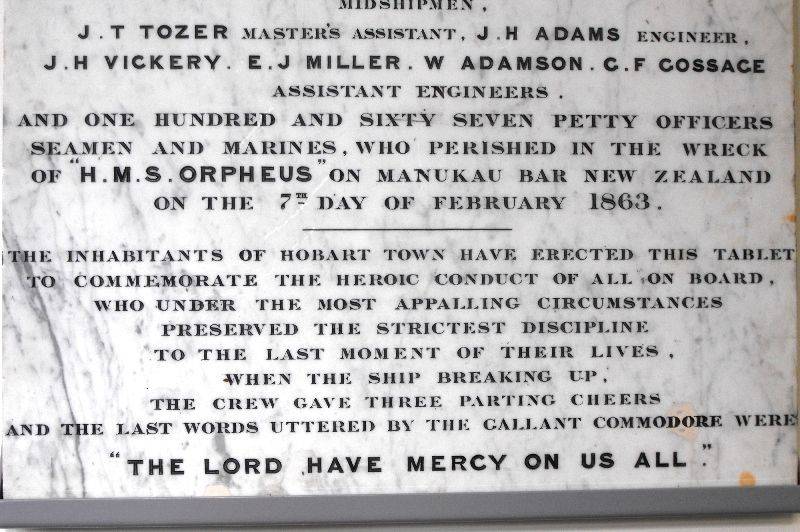 MIDSHIPMEN,
J.T TOZER MASTER'S ASSISTANT, J.H ADAMS ENGINEER,
J.H VICKERY. E.J MILLER. W ADAMSON. C.F GOSSAGE
ASSISTANT ENGINEERS.
AND ONE HUNDRED AND SIXTY SEVEN PETTY OFFICERS
SEAMEN AND MARINES, WHO PERISHED IN THE WRECK
OF "H.M.S. ORPHEUS" ON MANUKAU BAR NEW ZEALAND
ON THE 7TH DAY OF FEBRUARY 1863.
THE INHABITANTS OF HOBART TOWN HAVE ERECTED THIS TABLET
TO COMMEMORATE THE HEROIC CONDUCT OF ALL ON BOARD,
WHO UNDER THE MOST APPALLING CIRCUMSTANCES
PRESERVED THE STRICTEST DISCIPLINE
TO THE LAST MOMENT OF THEIR LIVES,
WHEN THE SHIP BREAKING UP,
THE CREW GAVE THREE PARTING CHEERS
AND THE LAST WORDS UTTERED BY THE GALLANT COMMODORE WERE
"THE LORD HAVE MERCY ON US ALL."